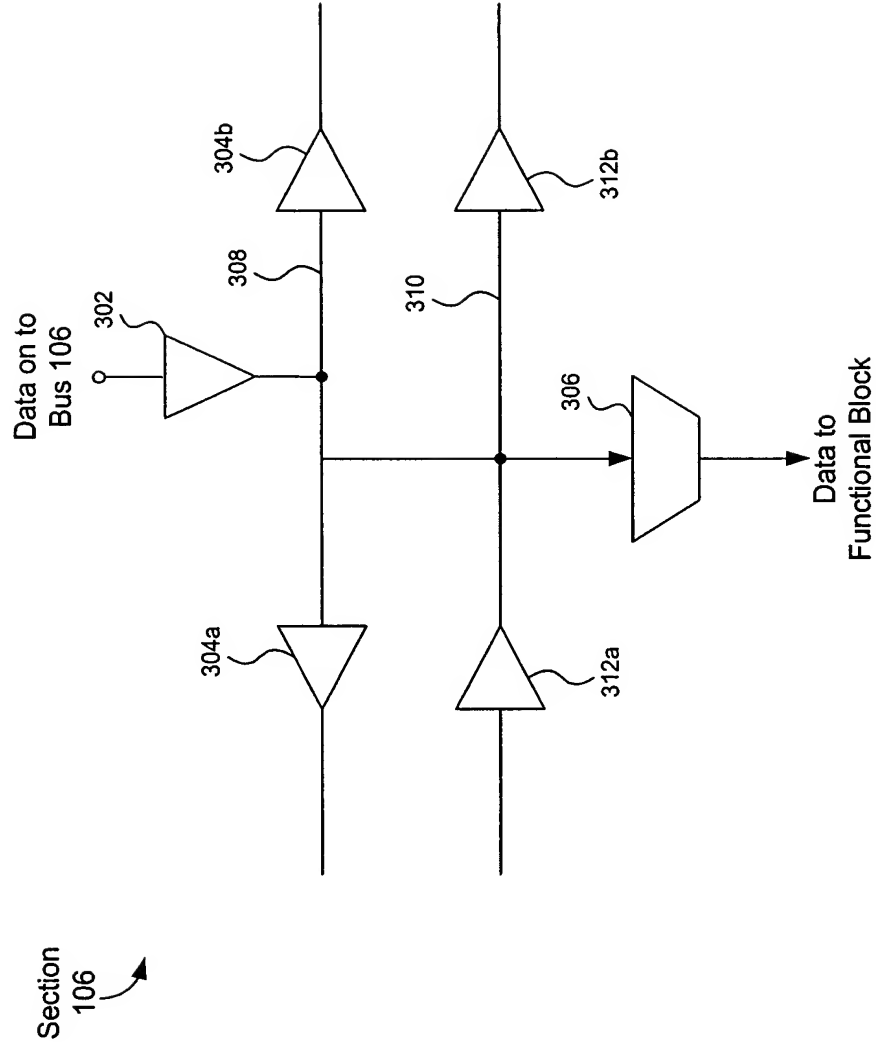 Section
106
Data on to
Bus 106
302
304a
308
304b
310
312a
312b
306
Data to
Functional Block